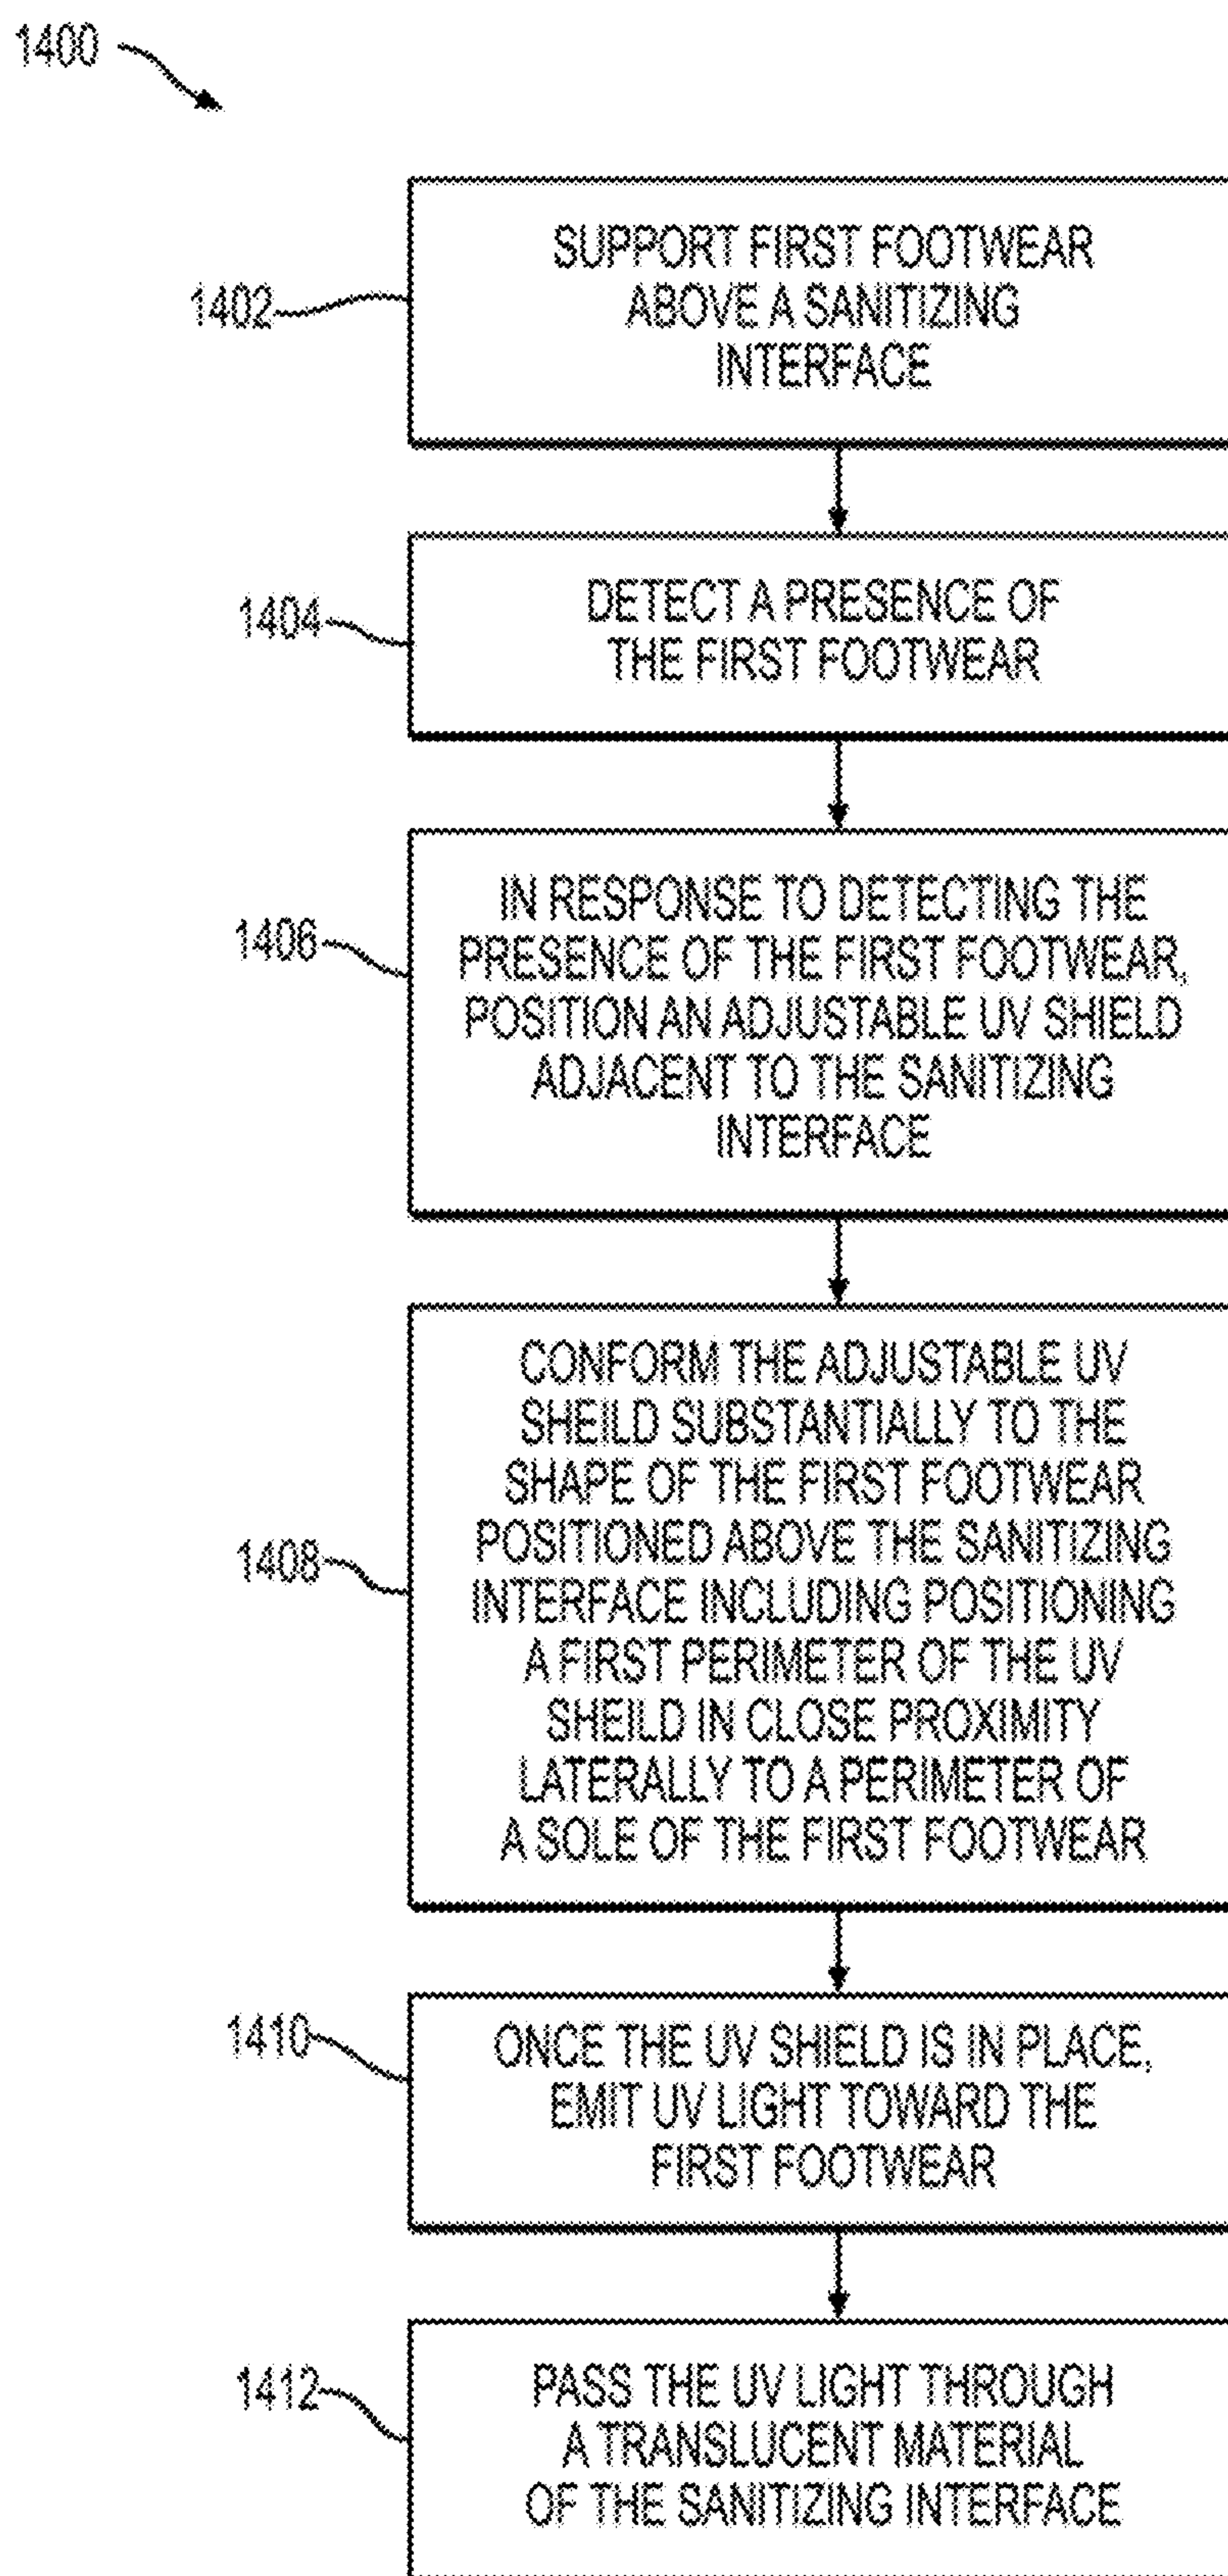 1400
1402
SUPPORT FIRST FOOTWEAR
ABOVE A SANITIZING
INTERFACE
1404
DETECT A PRESENCE OF
THE FIRST FOOTWEAR
1406
IN RESPONSE TO DETECTING THE
PRESENCE OF THE FIRST FOOTWEAR,
POSITION AN ADJUSTABLE UV SHIELD
ADJACENT TO THE SANITIZING
INTERFACE
1408
CONFORM THE ADJUSTABLE UV
SHEILD SUBSTANTIALLY TO THE
SHAPE OF THE FIRST FOOTWEAR
POSITIONED ABOVE THE SANITIZING
INTERFACE INCLUDING POSITIONING
A FIRST PERIMETER OF THE UV
SHEILD IN CLOSE PROXIMITY
LATERALLY TO A PERIMETER OF
A SOLE OF THE FIRST FOOTWEAR
1410
ONCE THE UV SHIELD IS IN PLACE,
EMIT UV LIGHT TOWARD THE
FIRST FOOTWEAR
1412
PASS THE UV LIGHT THROUGH
A TRANSLUCENT MATERIAL
OF THE SANITIZING INTERFACE